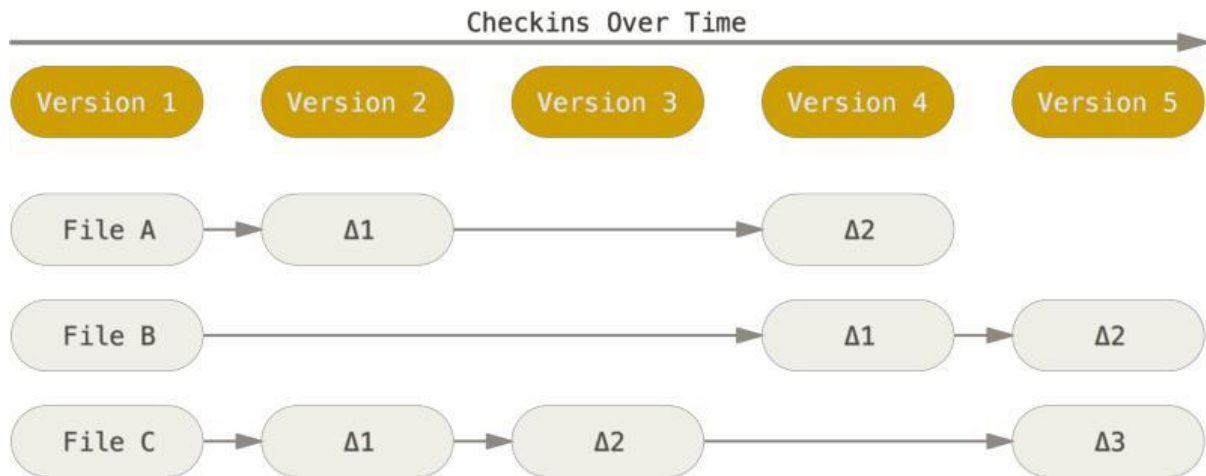 Checkins Over Time
Version 1 Version 2 Version 3 Version 4 Version 5
File A Δ1 Δ2
File B Δ1 Δ2
File C Δ1 Δ2 Δ3